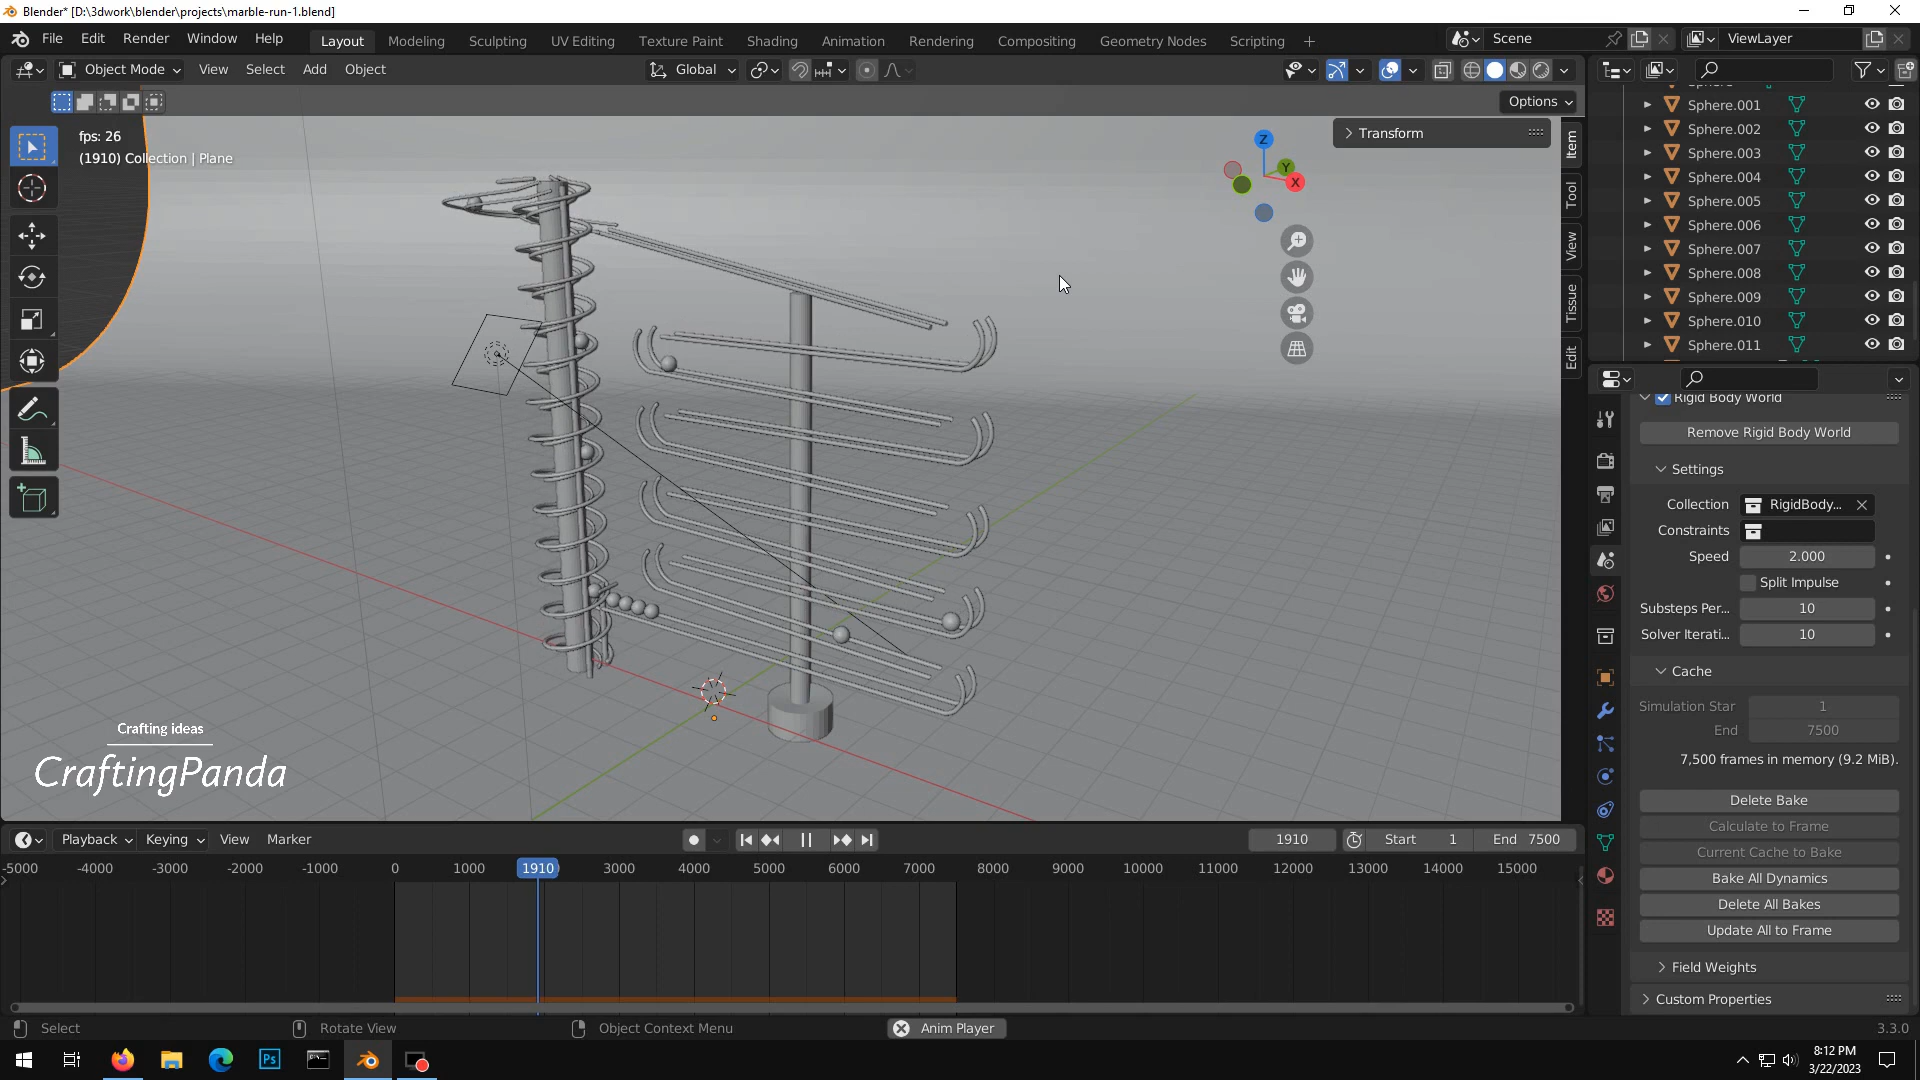 Blender* [D:\3dwork\blender\projects\marble-run-1.blend]
File Edit Render Window Help
Layout Modeling Sculpting UV Editing Texture Paint Shading Animation Rendering Compositing Geometry Nodes Scripting +
Scene
ViewLayer
Object Mode View Select Add Object
Global
Options
fps: 26
(1910) Collection | Plane
Transform
Z
Y
X
Item
Tool
View
Tissue
Edit
Sphere.001
Sphere.002
Sphere.003
Sphere.004
Sphere.005
Sphere.006
Sphere.007
Sphere.008
Sphere.009
Sphere.010
Sphere.011
Rigid Body World
Remove Rigid Body World
Settings
Collection RigidBody...
Constraints
Speed 2.000
Split Impulse
Substeps Per... 10
Solver Iterati... 10
Cache
Simulation Star 1
End 7500
7,500 frames in memory (9.2 MiB).
Delete Bake
Calculate to Frame
Current Cache to Bake
Bake All Dynamics
Delete All Bakes
Update All to Frame
Field Weights
Custom Properties
Crafting ideas
CraftingPanda
Playback Keying View Marker
1910 Start 1 End 7500
-5000 -4000 -3000 -2000 -1000 0 1000 1910 3000 4000 5000 6000 7000 8000 9000 10000 11000 12000 13000 14000 15000
Select Rotate View Object Context Menu Anim Player 3.3.0
Ps
8:12 PM
3/22/2023